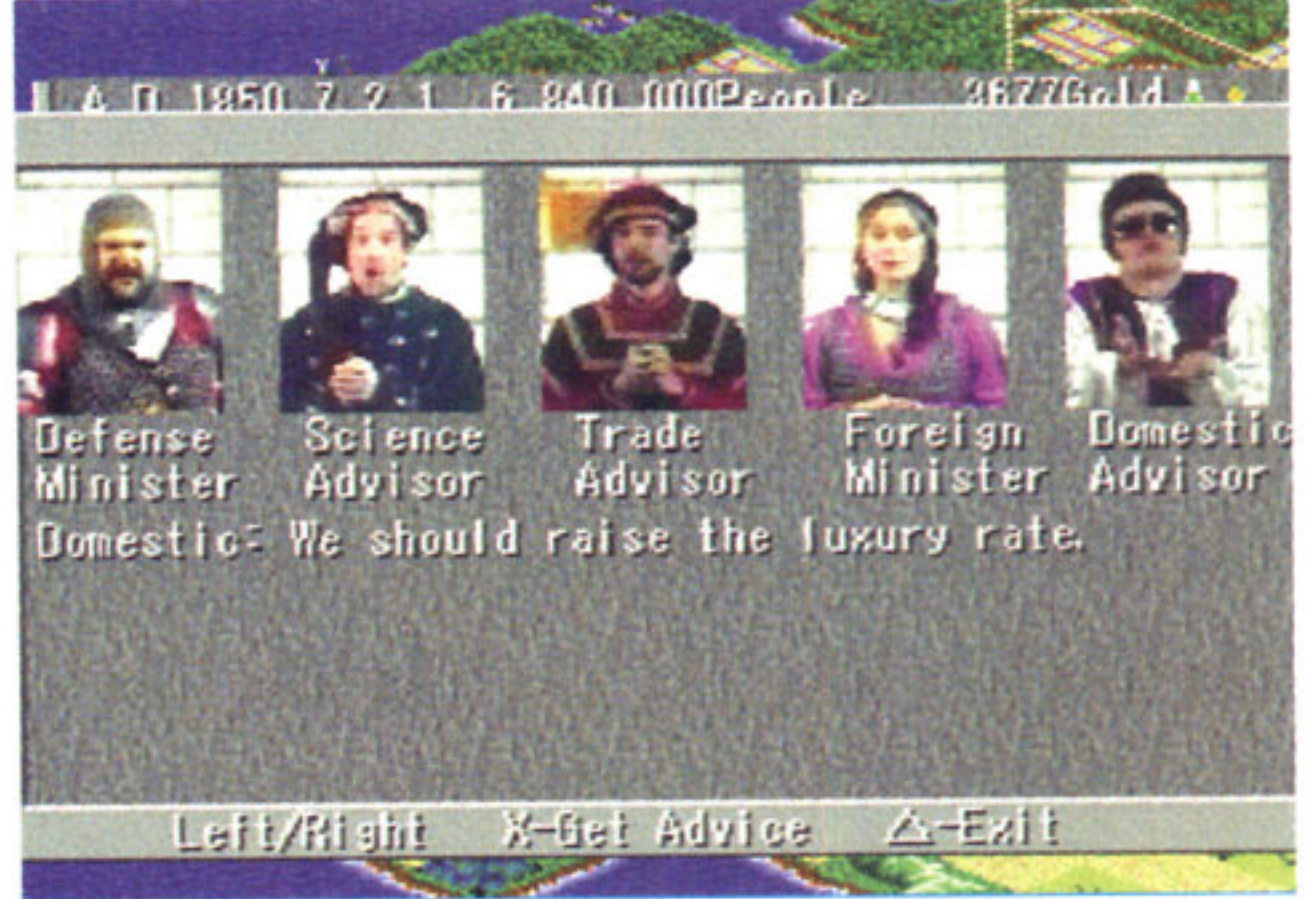 A.D. 1850 7.2.1 6,840,000People 3677Gold
Defense Minister
Science Advisor
Trade Advisor
Foreign Minister
Domestic Advisor
Domestic: We should raise the luxury rate.
Left/Right X-Get Advice △-Exit